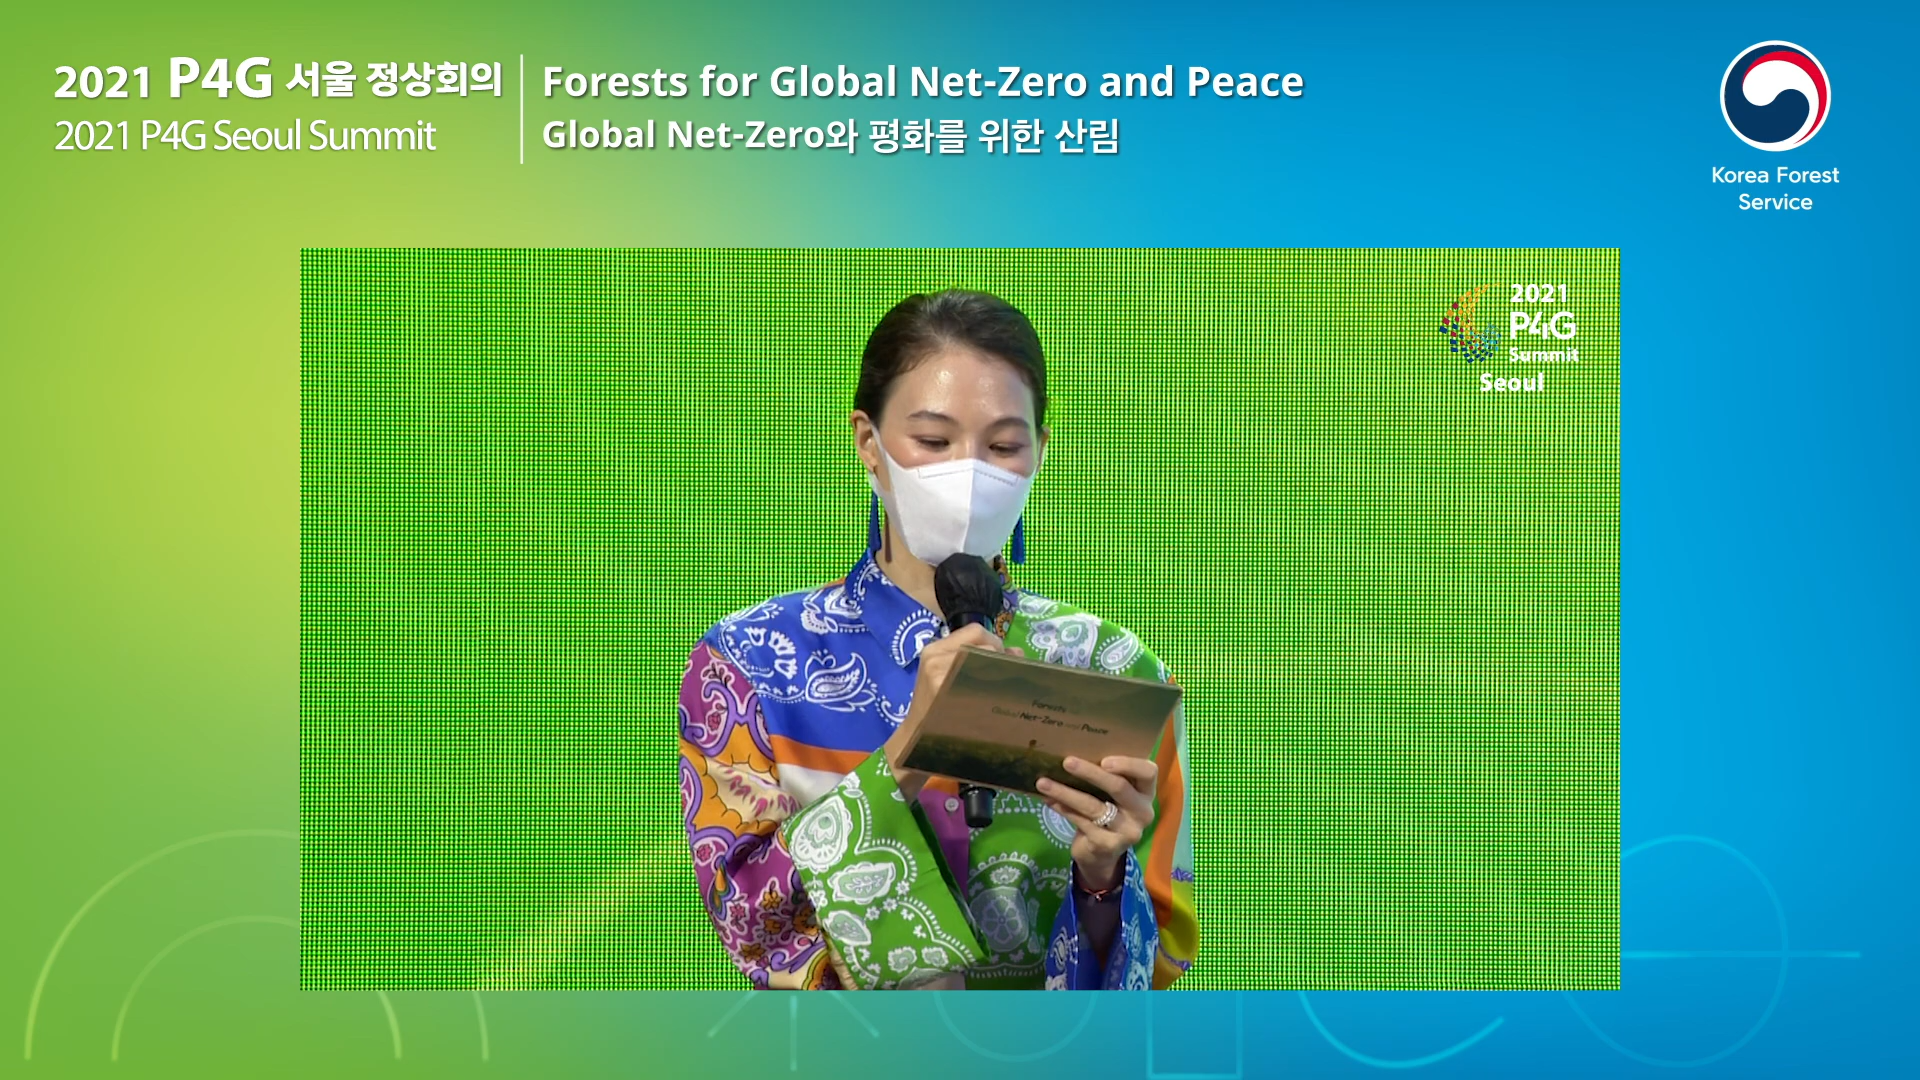 2021 P4G 서울 정상회의
2021 P4G Seoul Summit
Forests for Global Net-Zero and Peace
Global Net-Zero와 평화를 위한 산림
Korea Forest
Service
2021
P4G
Summit
Seoul
Forests for
Global Net-Zero and Peace